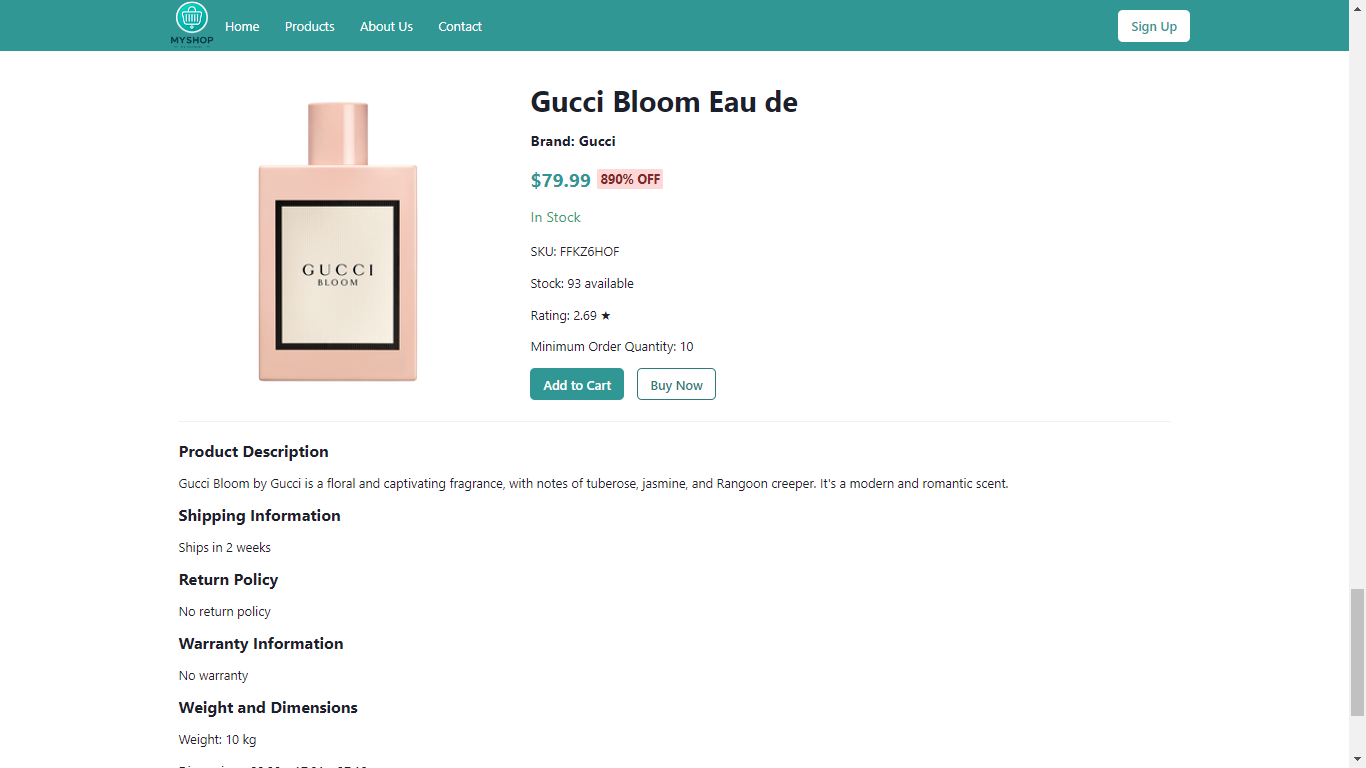 MYSHOP
Home Products About Us Contact
Sign Up
GUCCI
BLOOM
Gucci Bloom Eau de
Brand: Gucci
$79.99 890% OFF
In Stock
SKU: FFKZ6HOF
Stock: 93 available
Rating: 2.69 ★
Minimum Order Quantity: 10
Add to Cart Buy Now
Product Description
Gucci Bloom by Gucci is a floral and captivating fragrance, with notes of tuberose, jasmine, and Rangoon creeper. It's a modern and romantic scent.
Shipping Information
Ships in 2 weeks
Return Policy
No return policy
Warranty Information
No warranty
Weight and Dimensions
Weight: 10 kg